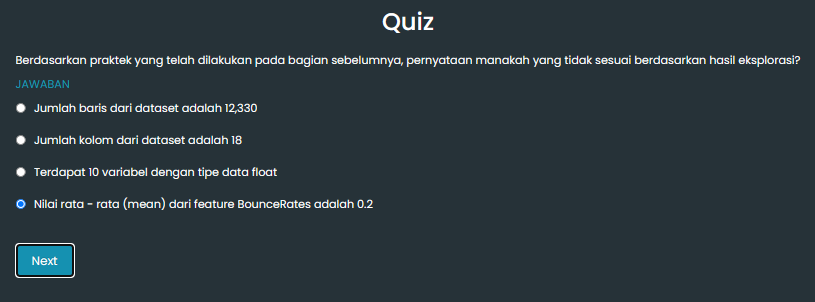 Quiz
Berdasarkan praktek yang telah dilakukan pada bagian sebelumnya, pernyataan manakah yang tidak sesuai berdasarkan hasil eksplorasi?
JAWABAN
Jumlah baris dari dataset adalah 12,330
Jumlah kolom dari dataset adalah 18
Terdapat 10 variabel dengan tipe data float
Nilai rata - rata (mean) dari feature BounceRates adalah 0.2
Next